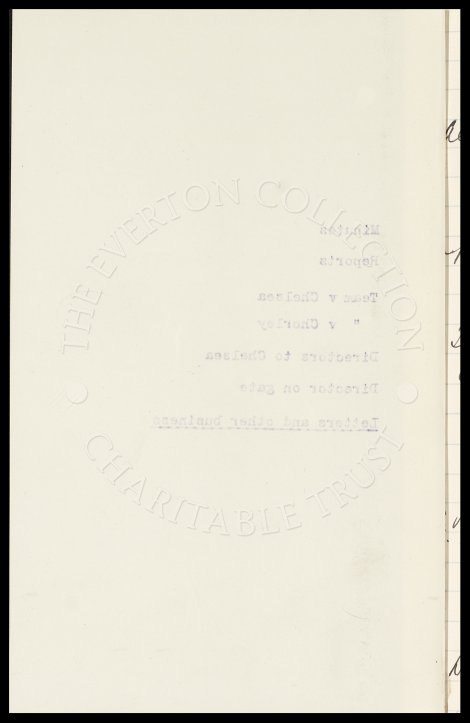 THE EVERTON COLLECTION
CHARITABLE TRUST
Minutes
Reports
Team v Chelsea
" v Chorley
Directors to Chelsea
Director on gate
Letters and other business